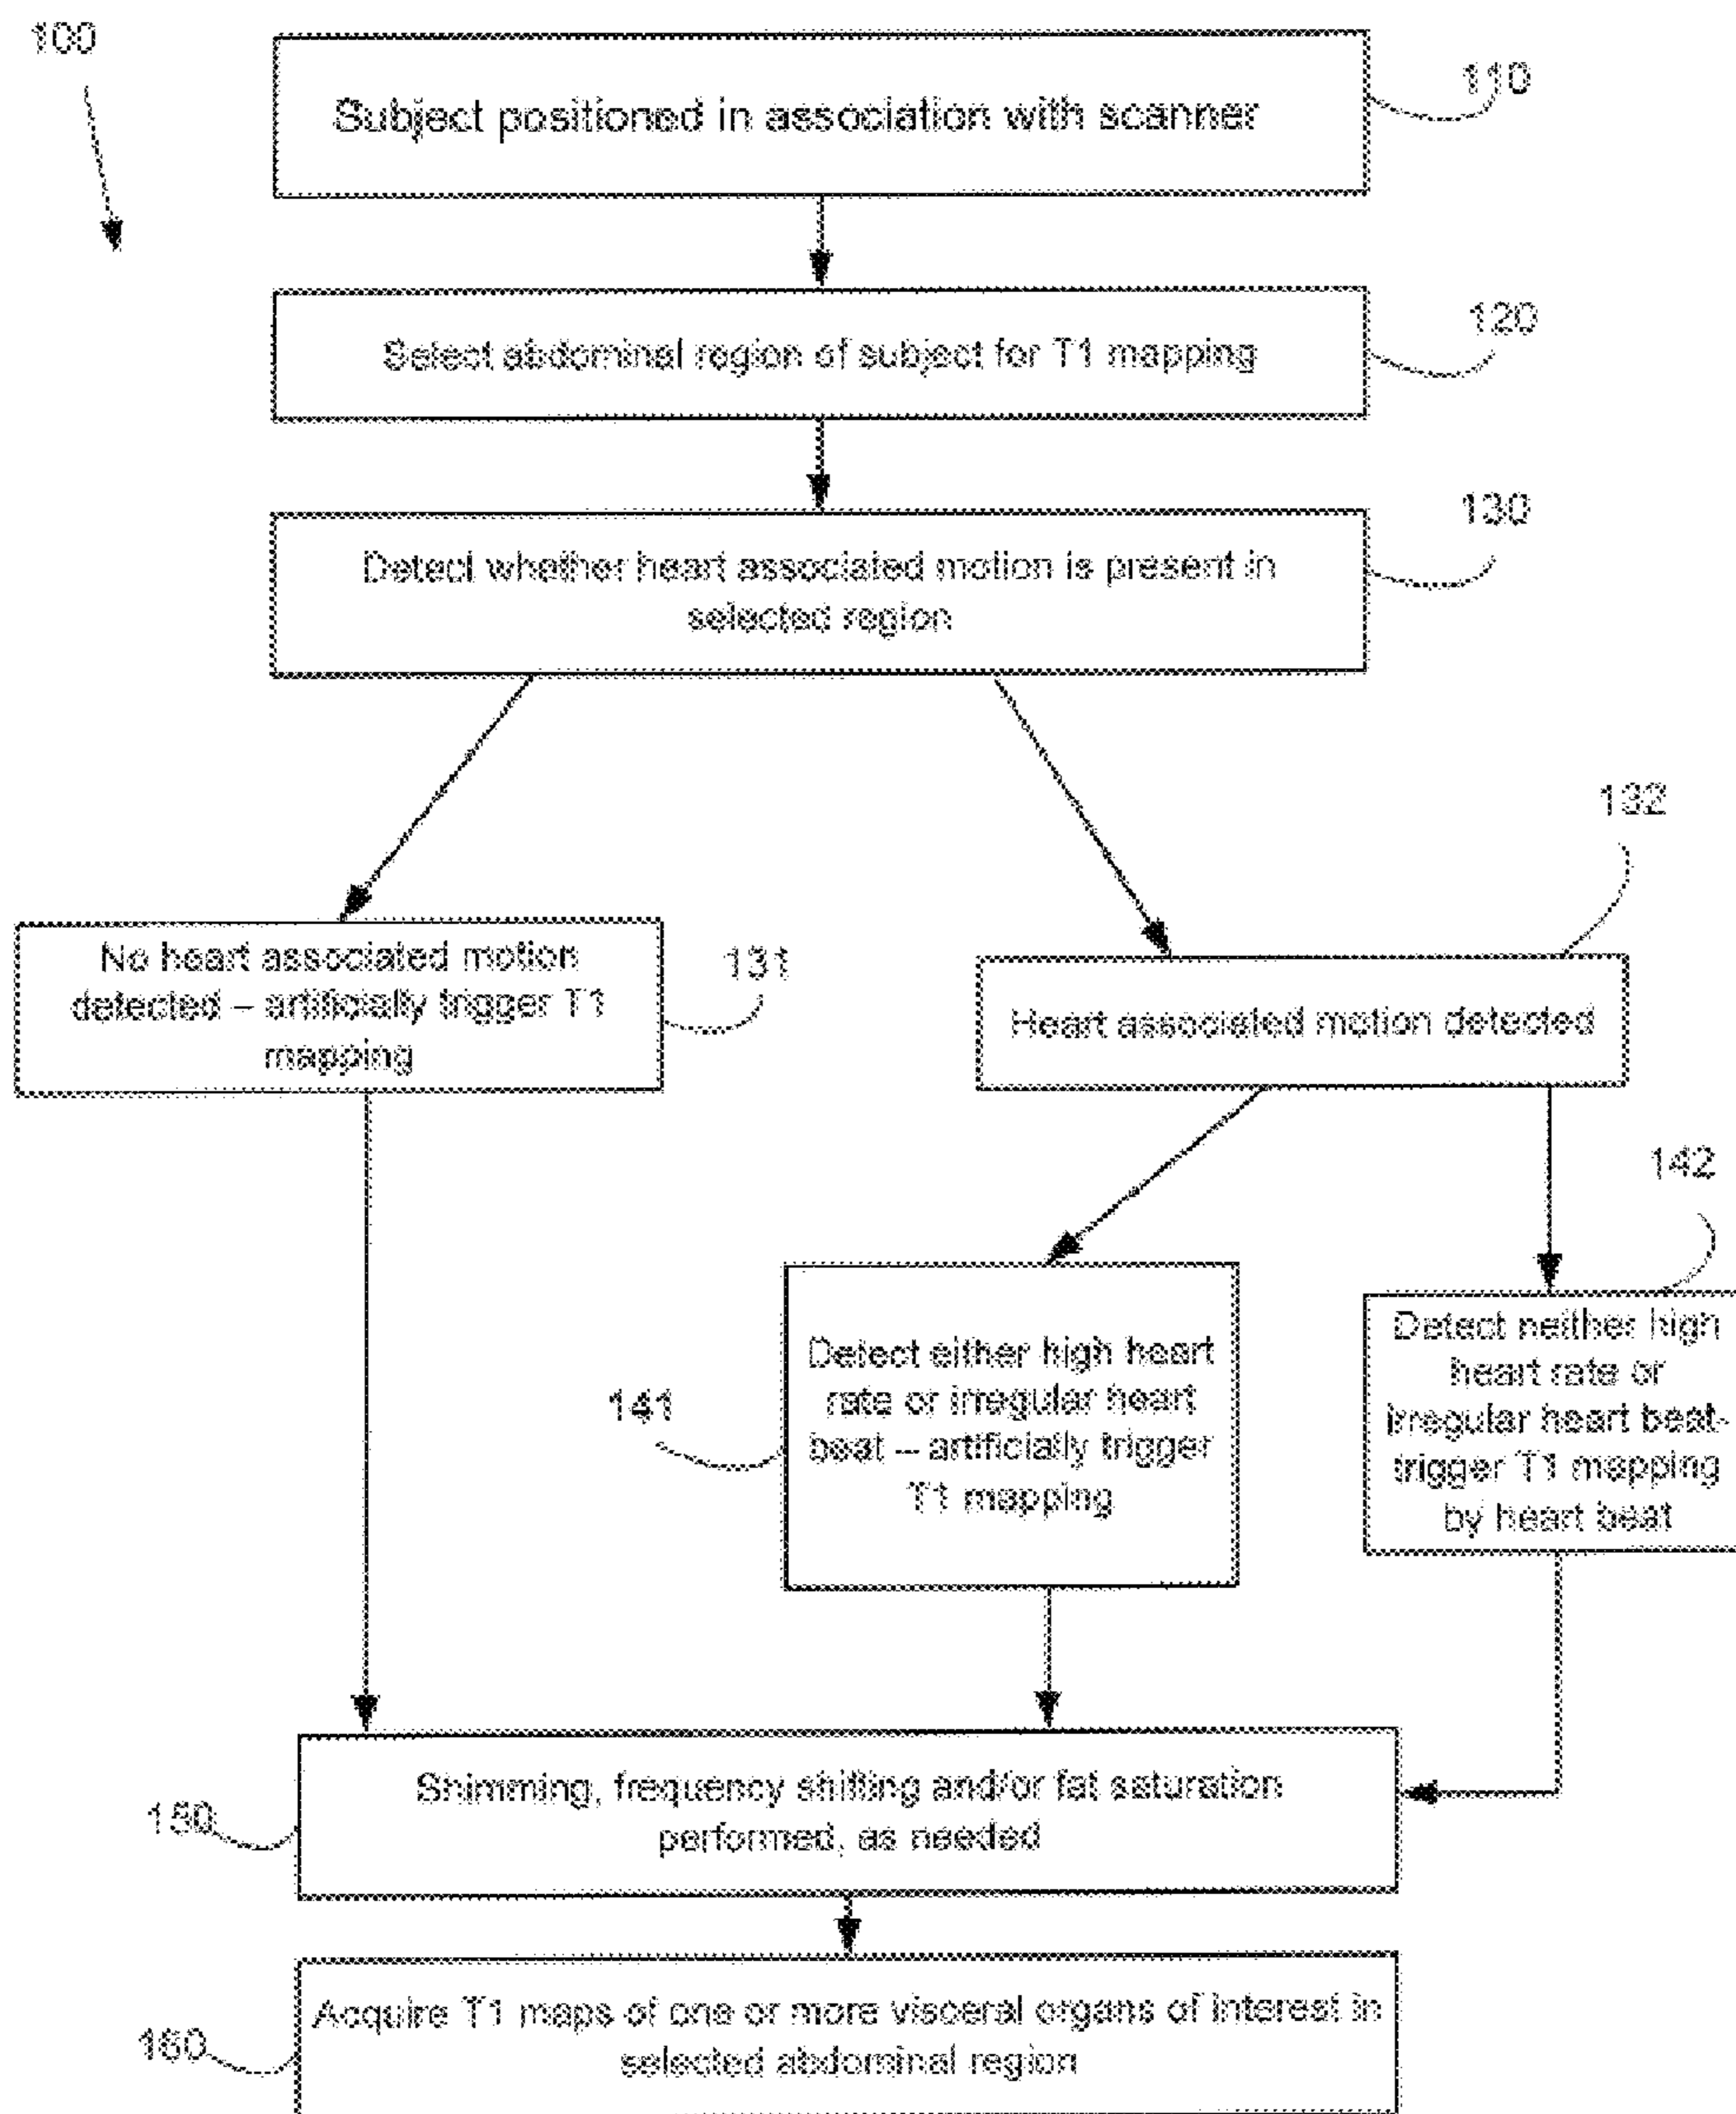 100
Subject positioned in association with scanner
110
Select abdominal region of subject for T1 mapping
120
Detect whether heart associated motion is present in
selected region
130
No heart associated motion
detected – artificially trigger T1
mapping
131
Heart associated motion detected
132
Detect either high heart
rate or irregular heart
beat – artificially trigger
T1 mapping
141
Detect neither high
heart rate or
irregular heart beat-
trigger T1 mapping
by heart beat
142
Shimming, frequency shifting and/or fat saturation
performed, as needed
150
Acquire T1 maps of one or more visceral organs of interest in
selected abdominal region
160